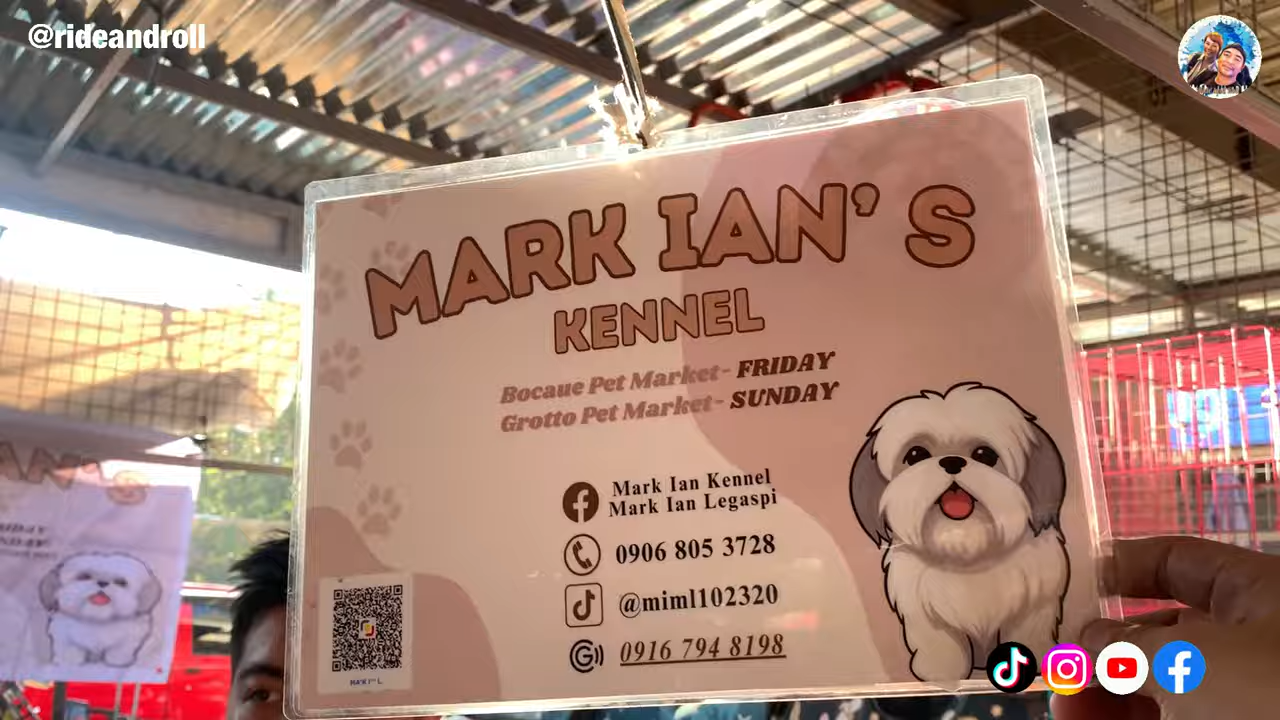 @rideandroll
MARK IAN'S
KENNEL
Bocaue Pet Market - FRIDAY
Grotto Pet Market - SUNDAY
Mark Ian Kennel
Mark Ian Legaspi
0906 805 3728
@miml102320
0916 794 8198